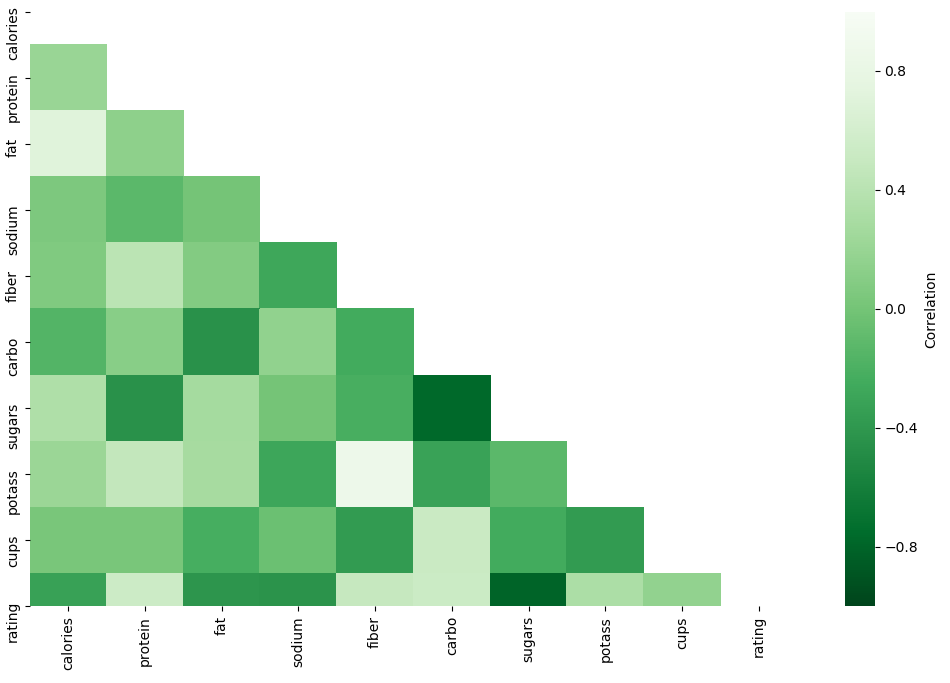 calories
protein
fat
sodium
fiber
carbo
sugars
potass
cups
rating
calories
protein
fat
sodium
fiber
carbo
sugars
potass
cups
rating
0.8
0.4
0.0
−0.4
−0.8
Correlation